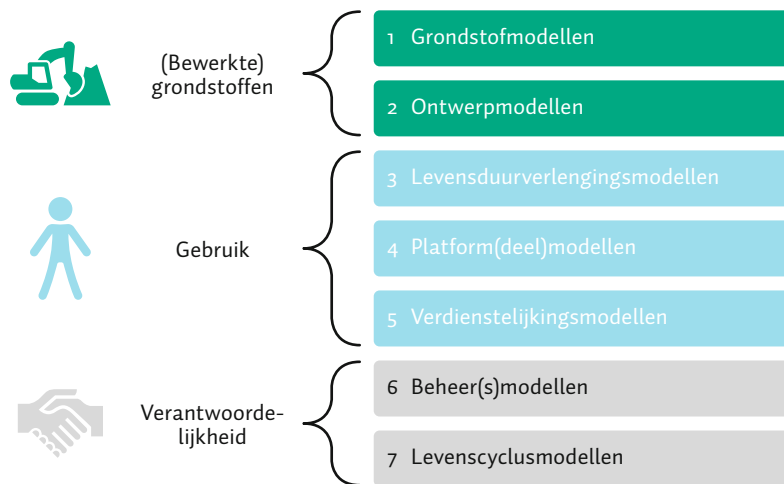 (Bewerkte)
grondstoffen
1 Grondstofmodellen
2 Ontwerpmodellen
Gebruik
3 Levensduurverlengingsmodellen
4 Platform(deel)modellen
5 Verdienstelijkingsmodellen
Verantwoorde-
lijkheid
6 Beheer(s)modellen
7 Levenscyclusmodellen